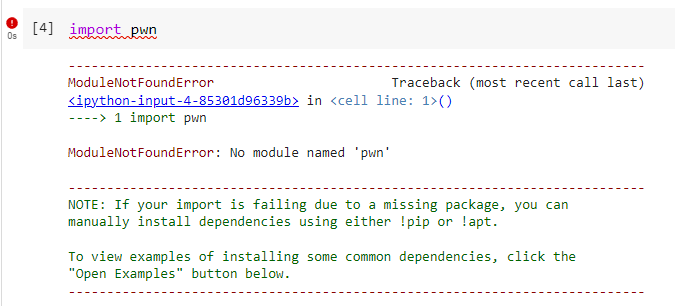 [4] import pwn
0s
---------------------------------------------------------------------------
ModuleNotFoundError Traceback (most recent call last)
<ipython-input-4-85301d96339b> in <cell line: 1>()
----> 1 import pwn
ModuleNotFoundError: No module named 'pwn'
---------------------------------------------------------------------------
NOTE: If your import is failing due to a missing package, you can
manually install dependencies using either !pip or !apt.
To view examples of installing some common dependencies, click the
"Open Examples" button below.
---------------------------------------------------------------------------